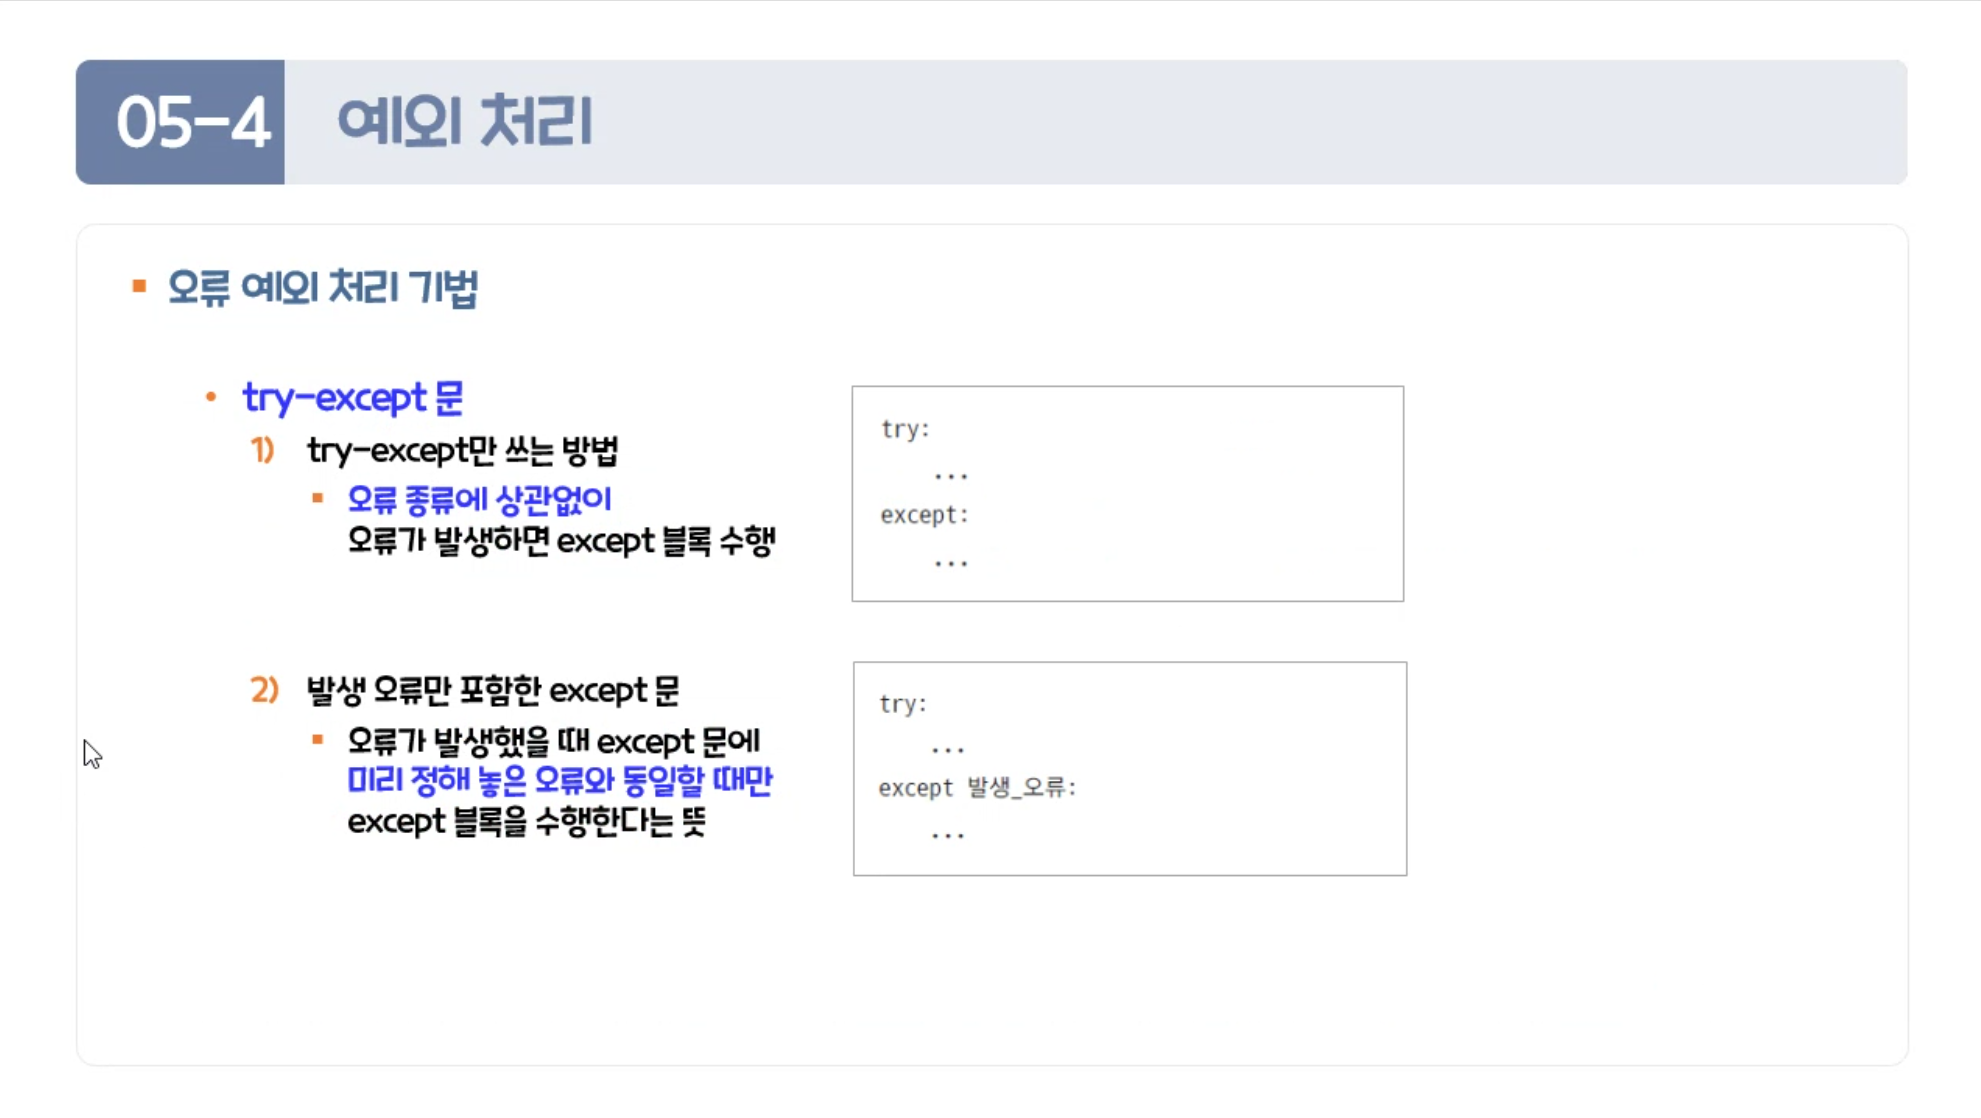 05-4 예외 처리
오류 예외 처리 기법
try-except 문
1) try-except만 쓰는 방법
오류 종류에 상관없이
오류가 발생하면 except 블록 수행
try:
...
except:
...
2) 발생 오류만 포함한 except 문
오류가 발생했을 때 except 문에
미리 정해 놓은 오류와 동일할 때만
except 블록을 수행한다는 뜻
try:
...
except 발생_오류:
...